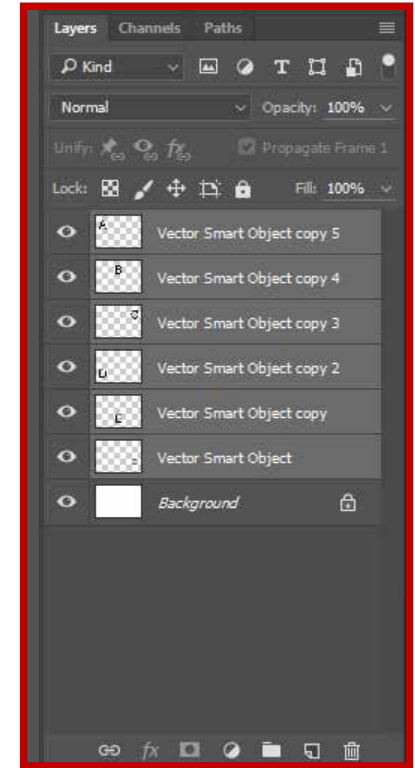 Layers Channels Paths
Kind
Normal Opacity: 100%
Unify: Propagate Frame 1
Lock: Fill: 100%
A Vector Smart Object copy 5
B Vector Smart Object copy 4
C Vector Smart Object copy 3
D Vector Smart Object copy 2
E Vector Smart Object copy
Vector Smart Object
Background
fx